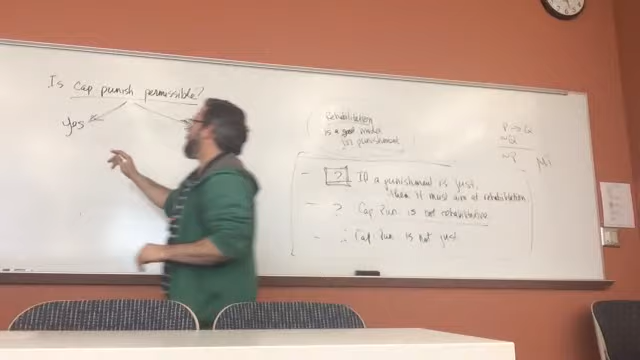 Is Cap punish permissible?
Yes
Rehabilitation
is a good model
for punishment
P → Q
~Q
~P
MT
- ? If a punishment is just,
then it must aim at rehabilitation
- ? Cap Pun. is not rehabilitative
- ∴ Cap Pun is not just